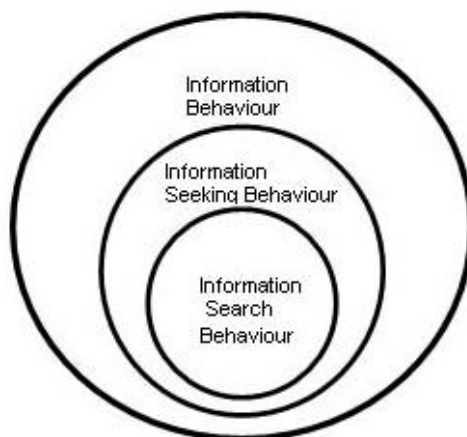 Information
Behaviour
Information
Seeking Behaviour
Information
Search
Behaviour